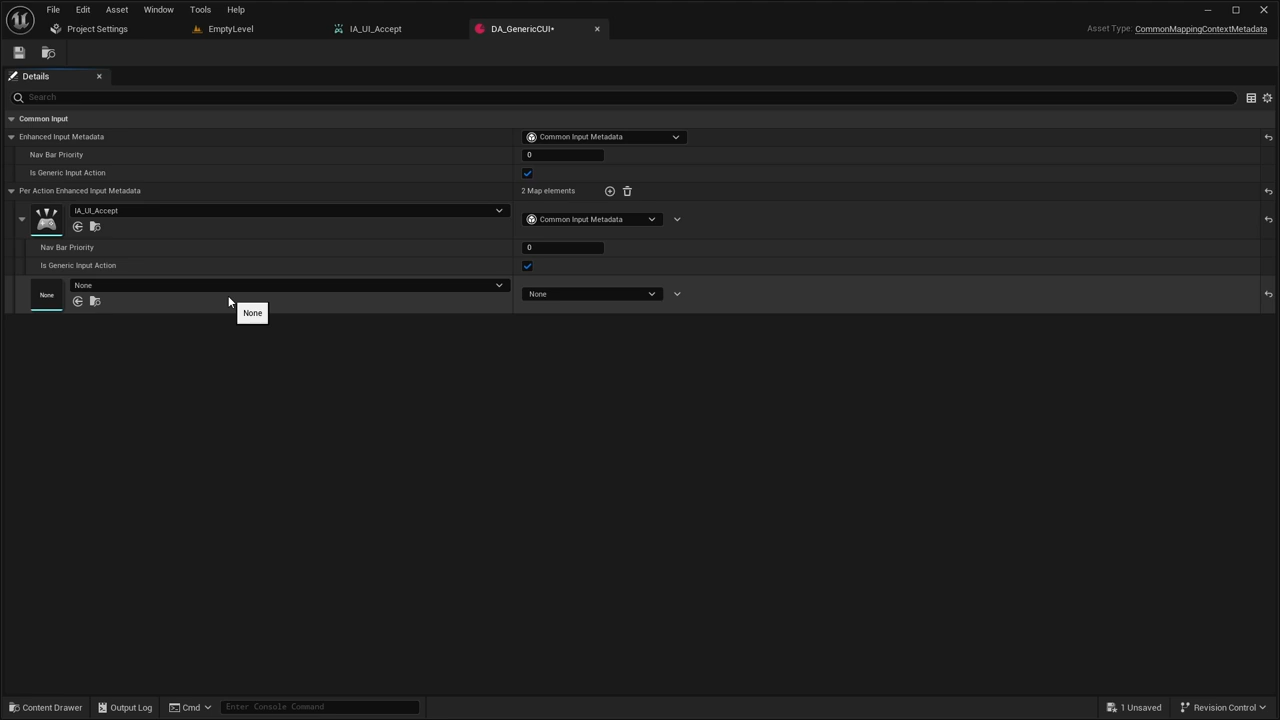 File Edit Asset Window Tools Help
Project Settings EmptyLevel IA_UI_Accept DA_GenericCUI• Asset Type: CommonMappingContextMetadata
Details
Search
Common Input
Enhanced Input Metadata Common Input Metadata
Nav Bar Priority 0
Is Generic Input Action
Per Action Enhanced Input Metadata 2 Map elements
IA_UI_Accept
Common Input Metadata
Nav Bar Priority 0
Is Generic Input Action
None
None None
None
Content Drawer Output Log Cmd Enter Console Command 1 Unsaved Revision Control